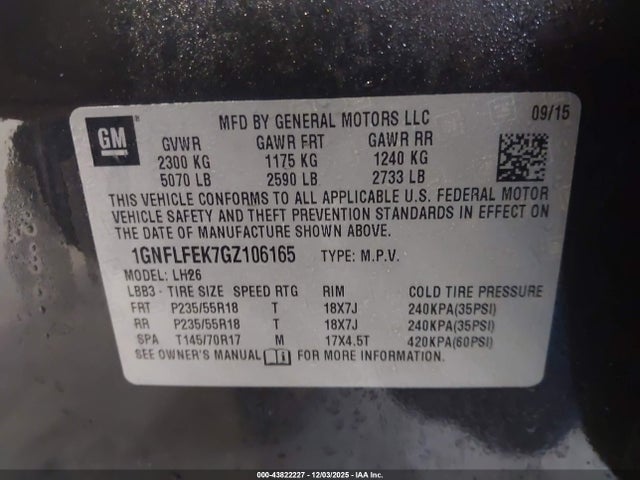 GM
®
MFD BY GENERAL MOTORS LLC
09/15
GVWR GAWR FRT GAWR RR
2300 KG 1175 KG 1240 KG
5070 LB 2590 LB 2733 LB
THIS VEHICLE CONFORMS TO ALL APPLICABLE U.S. FEDERAL MOTOR
VEHICLE SAFETY AND THEFT PREVENTION STANDARDS IN EFFECT ON
THE DATE OF MANUFACTURE SHOWN ABOVE.
1GNFLFEK7GZ106165 TYPE: M.P.V.
MODEL: LH26
LBB3 - TIRE SIZE SPEED RTG RIM COLD TIRE PRESSURE
FRT P235/55R18 T 18X7J 240KPA(35PSI)
RR P235/55R18 T 18X7J 240KPA(35PSI)
SPA T145/70R17 M 17X4.5T 420KPA(60PSI)
SEE OWNER'S MANUAL FOR MORE INFORMATION.
000-43822227 - 12/03/2025 - IAA Inc.